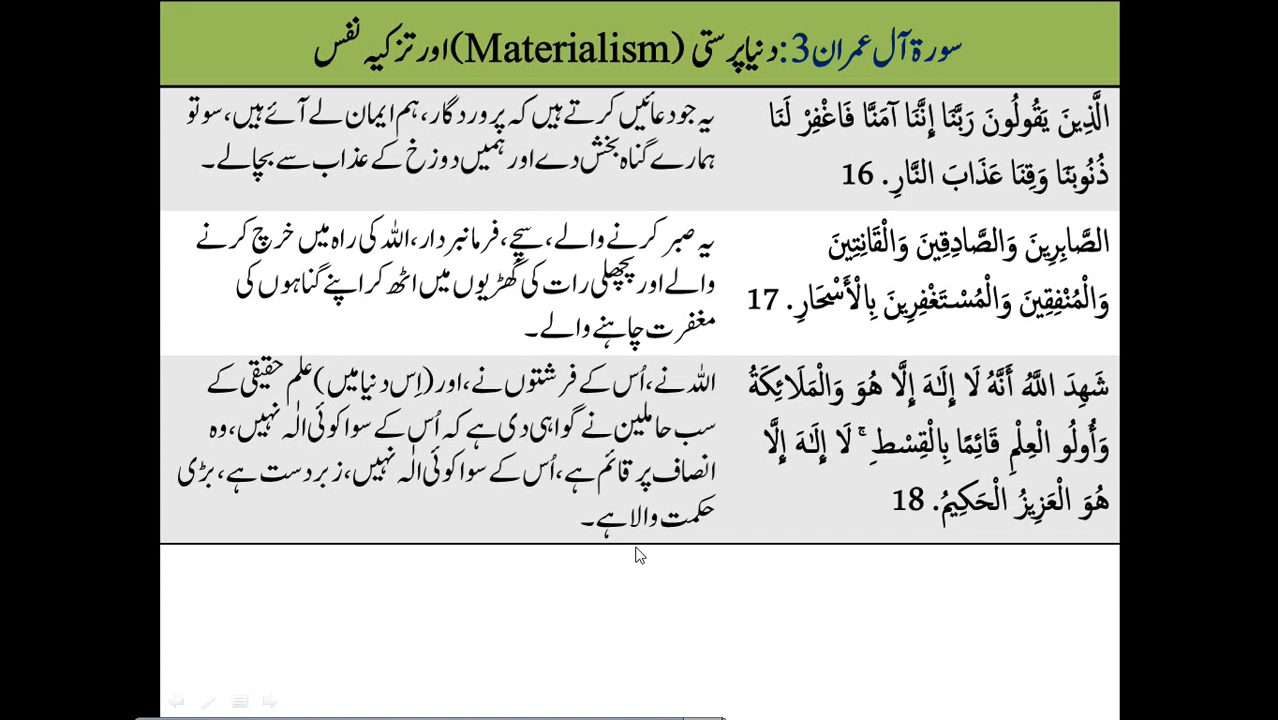 سورۃ آل عمران 3: دنیا پرستی (Materialism) اور تزکیہ نفس
الَّذِينَ يَقُولُونَ رَبَّنَا إِنَّنَا آمَنَّا فَاغْفِرْ لَنَا
ذُنُوبَنَا وَقِنَا عَذَابَ النَّارِ. 16
یہ جو دعائیں کرتے ہیں کہ پروردگار، ہم ایمان لے آئے ہیں، سو تو
ہمارے گناہ بخش دے اور ہمیں دوزخ کے عذاب سے بچا لے۔
الصَّابِرِينَ وَالصَّادِقِينَ وَالْقَانِتِينَ
وَالْمُنْفِقِينَ وَالْمُسْتَغْفِرِينَ بِالْأَسْحَارِ. 17
یہ صبر کرنے والے، سچے، فرمانبردار، اللہ کی راہ میں خرچ کرنے
والے اور پچھلی رات کی گھڑیوں میں اٹھ کر اپنے گناہوں کی
مغفرت چاہنے والے۔
شَهِدَ اللَّهُ أَنَّهُ لَا إِلَٰهَ إِلَّا هُوَ وَالْمَلَائِكَةُ
وَأُولُو الْعِلْمِ قَائِمًا بِالْقِسْطِ ۚ لَا إِلَٰهَ إِلَّا
هُوَ الْعَزِيزُ الْحَكِيمُ. 18
اللہ نے، اُس کے فرشتوں نے، اور (اِس دنیا میں) علم حقیقی کے
سب حاملین نے گواہی دی ہے کہ اُس کے سوا کوئی الٰہ نہیں، وہ
انصاف پر قائم ہے، اُس کے سوا کوئی الٰہ نہیں، زبردست ہے، بڑی
حکمت والا ہے۔